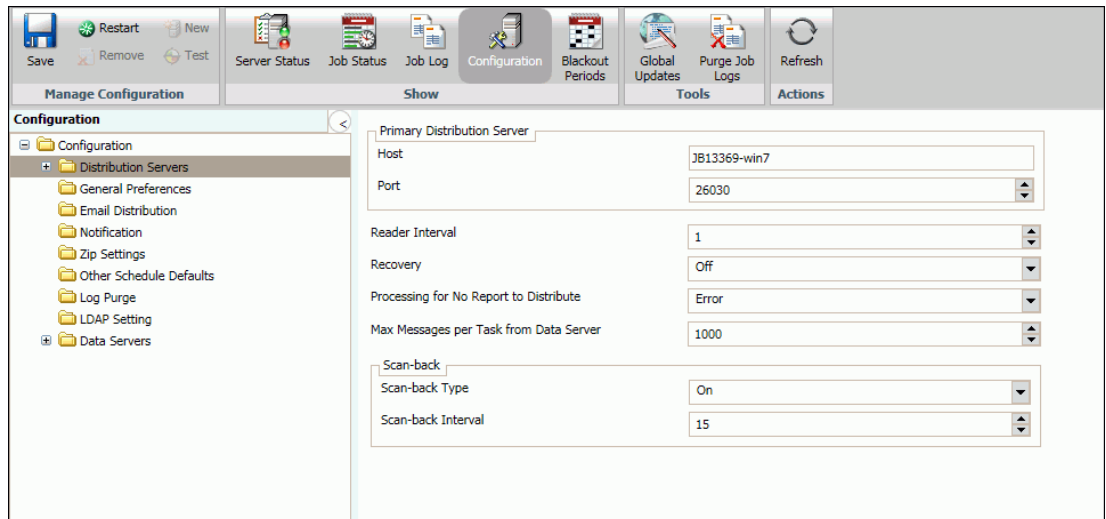 Restart New
Remove Test
Save
Manage Configuration
Server Status Job Status Job Log Configuration Blackout Periods
Show
Global Updates Purge Job Logs
Tools
Refresh
Actions
Configuration <
Configuration
Distribution Servers
General Preferences
Email Distribution
Notification
Zip Settings
Other Schedule Defaults
Log Purge
LDAP Setting
Data Servers
Primary Distribution Server
Host JB13369-win7
Port 26030
Reader Interval 1
Recovery Off
Processing for No Report to Distribute Error
Max Messages per Task from Data Server 1000
Scan-back
Scan-back Type On
Scan-back Interval 15